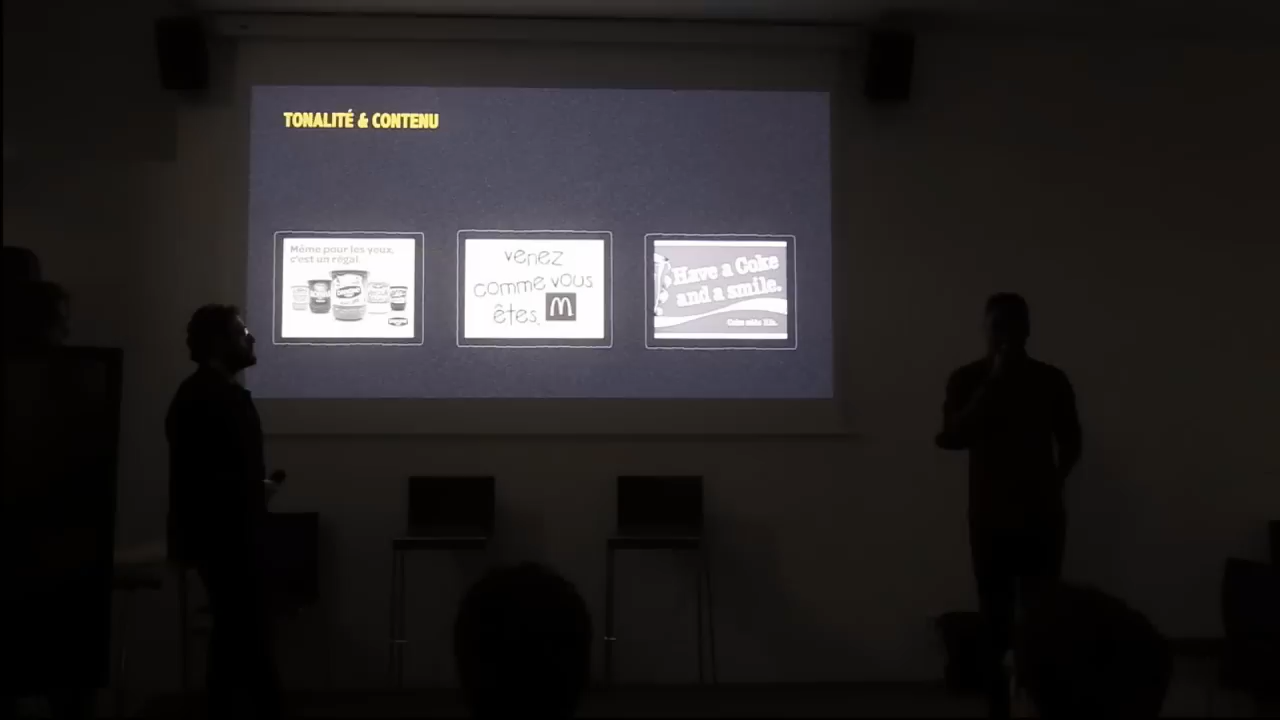 TONALITÉ & CONTENU
Même pour les yeux,
c'est un régal.
venez
comme vous
êtes.
Have a Coke
and a smile.